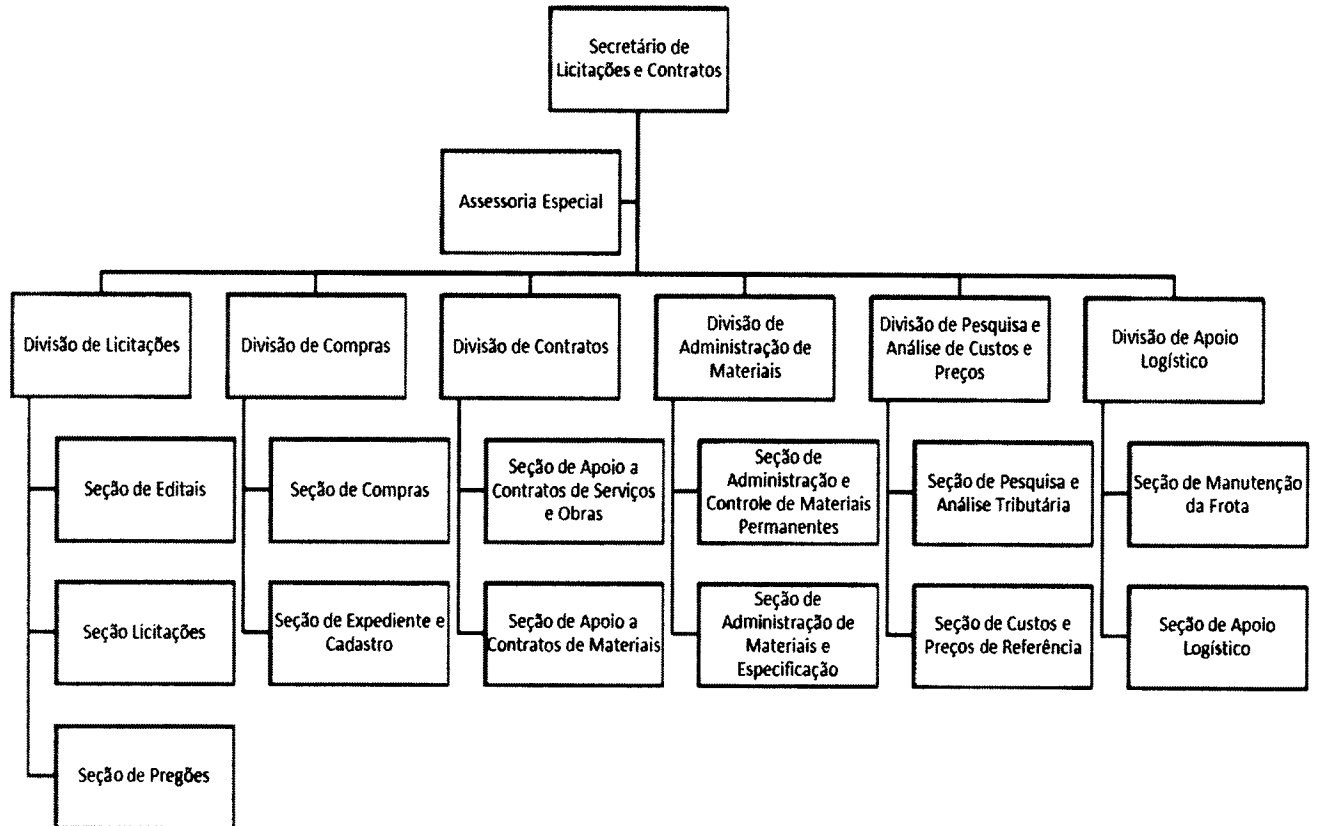 Secretário de
Licitações e Contratos
Assessoria Especial
Divisão de Licitações
Divisão de Compras
Divisão de Contratos
Divisão de
Administração de
Materiais
Divisão de Pesquisa e
Análise de Custos e
Preços
Divisão de Apoio
Logístico
Seção de Editais
Seção de Compras
Seção de Apoio a
Contratos de Serviços
e Obras
Seção de
Administração e
Controle de Materiais
Permanentes
Seção de Pesquisa e
Análise Tributária
Seção de Manutenção
da Frota
Seção Licitações
Seção de Expediente e
Cadastro
Seção de Apoio a
Contratos de Materiais
Seção de
Administração de
Materiais e
Especificação
Seção de Custos e
Preços de Referência
Seção de Apoio
Logístico
Seção de Pregões